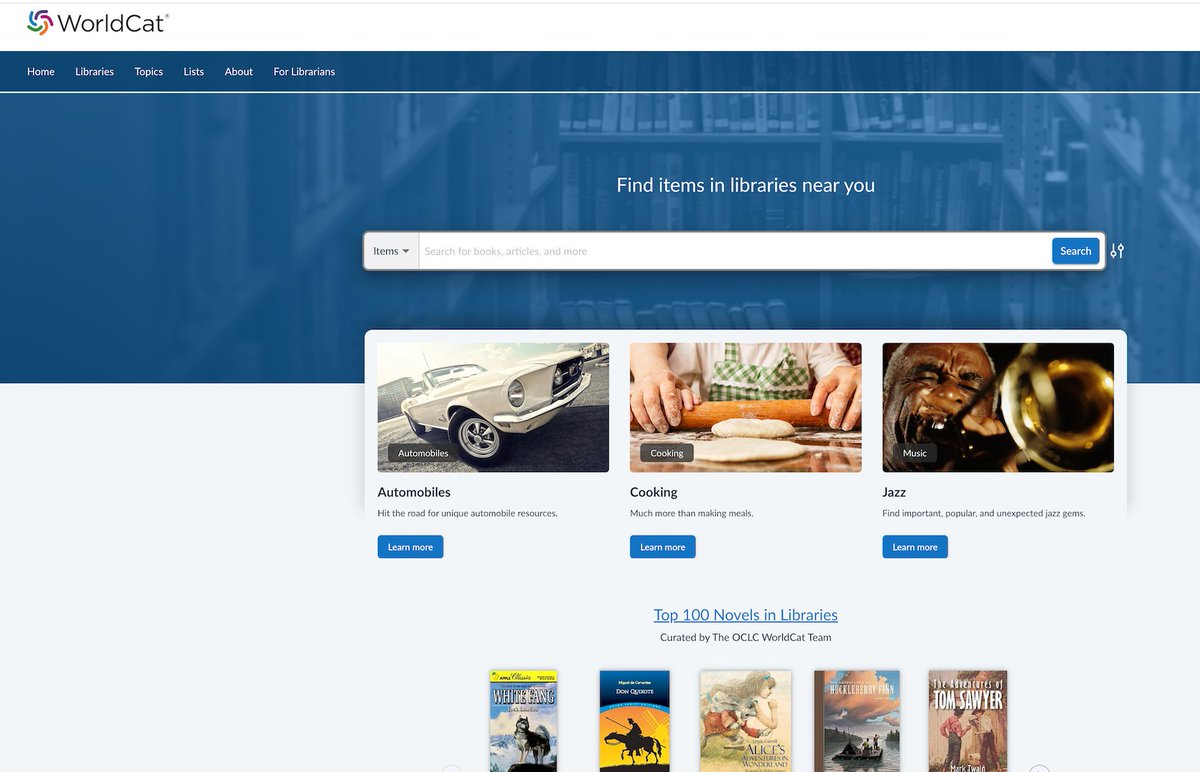 WorldCat®
Home Libraries Topics Lists About For Librarians
Find items in libraries near you
Items Search for books, articles, and more Search
Automobiles
Cooking
Music
Automobiles
Hit the road for unique automobile resources.
Learn more
Cooking
Much more than making meals.
Learn more
Jazz
Find important, popular, and unexpected jazz gems.
Learn more
Top 100 Novels in Libraries
Curated by The OCLC WorldCat Team
Classics
WHITE FANG
Miguel de Cervantes
DON QUIXOTE
Lewis Carroll
ALICE'S
ADVENTURES IN
WONDERLAND
THE ADVENTURES OF
HUCKLEBERRY FINN
The Adventures of
TOM SAWYER
Mark Twain